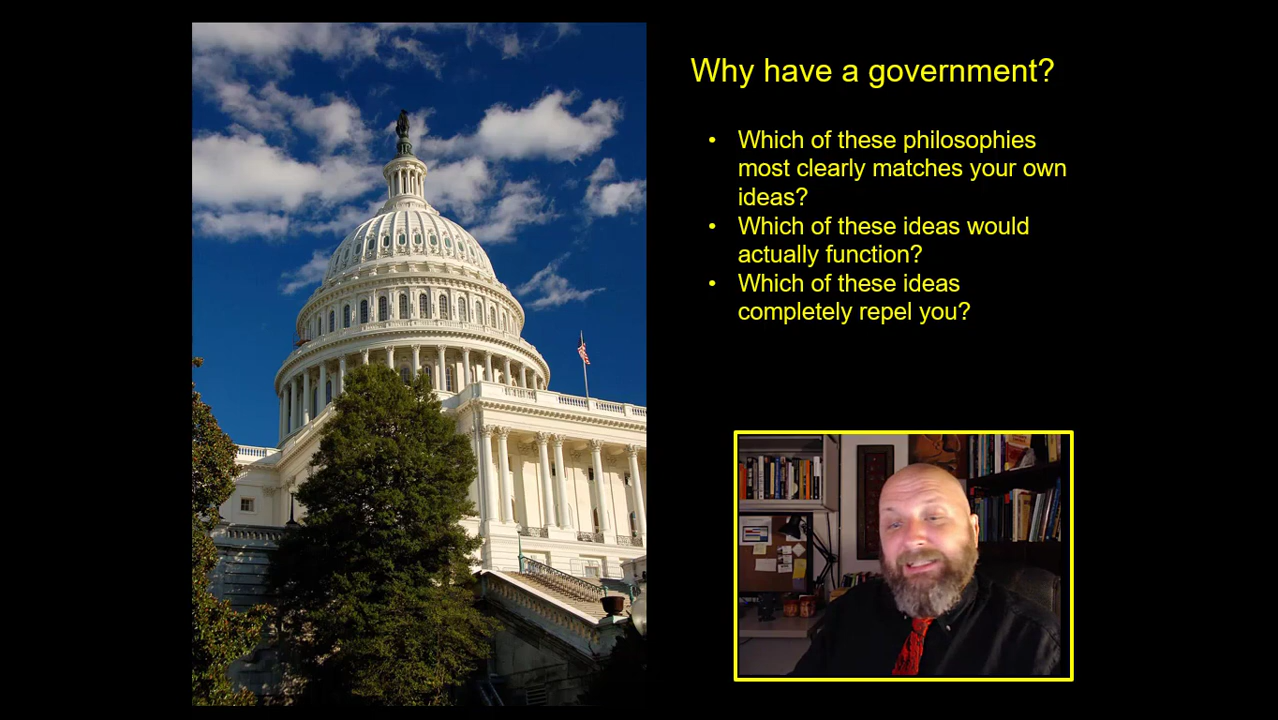 Why have a government?
• Which of these philosophies
most clearly matches your own
ideas?
• Which of these ideas would
actually function?
• Which of these ideas
completely repel you?